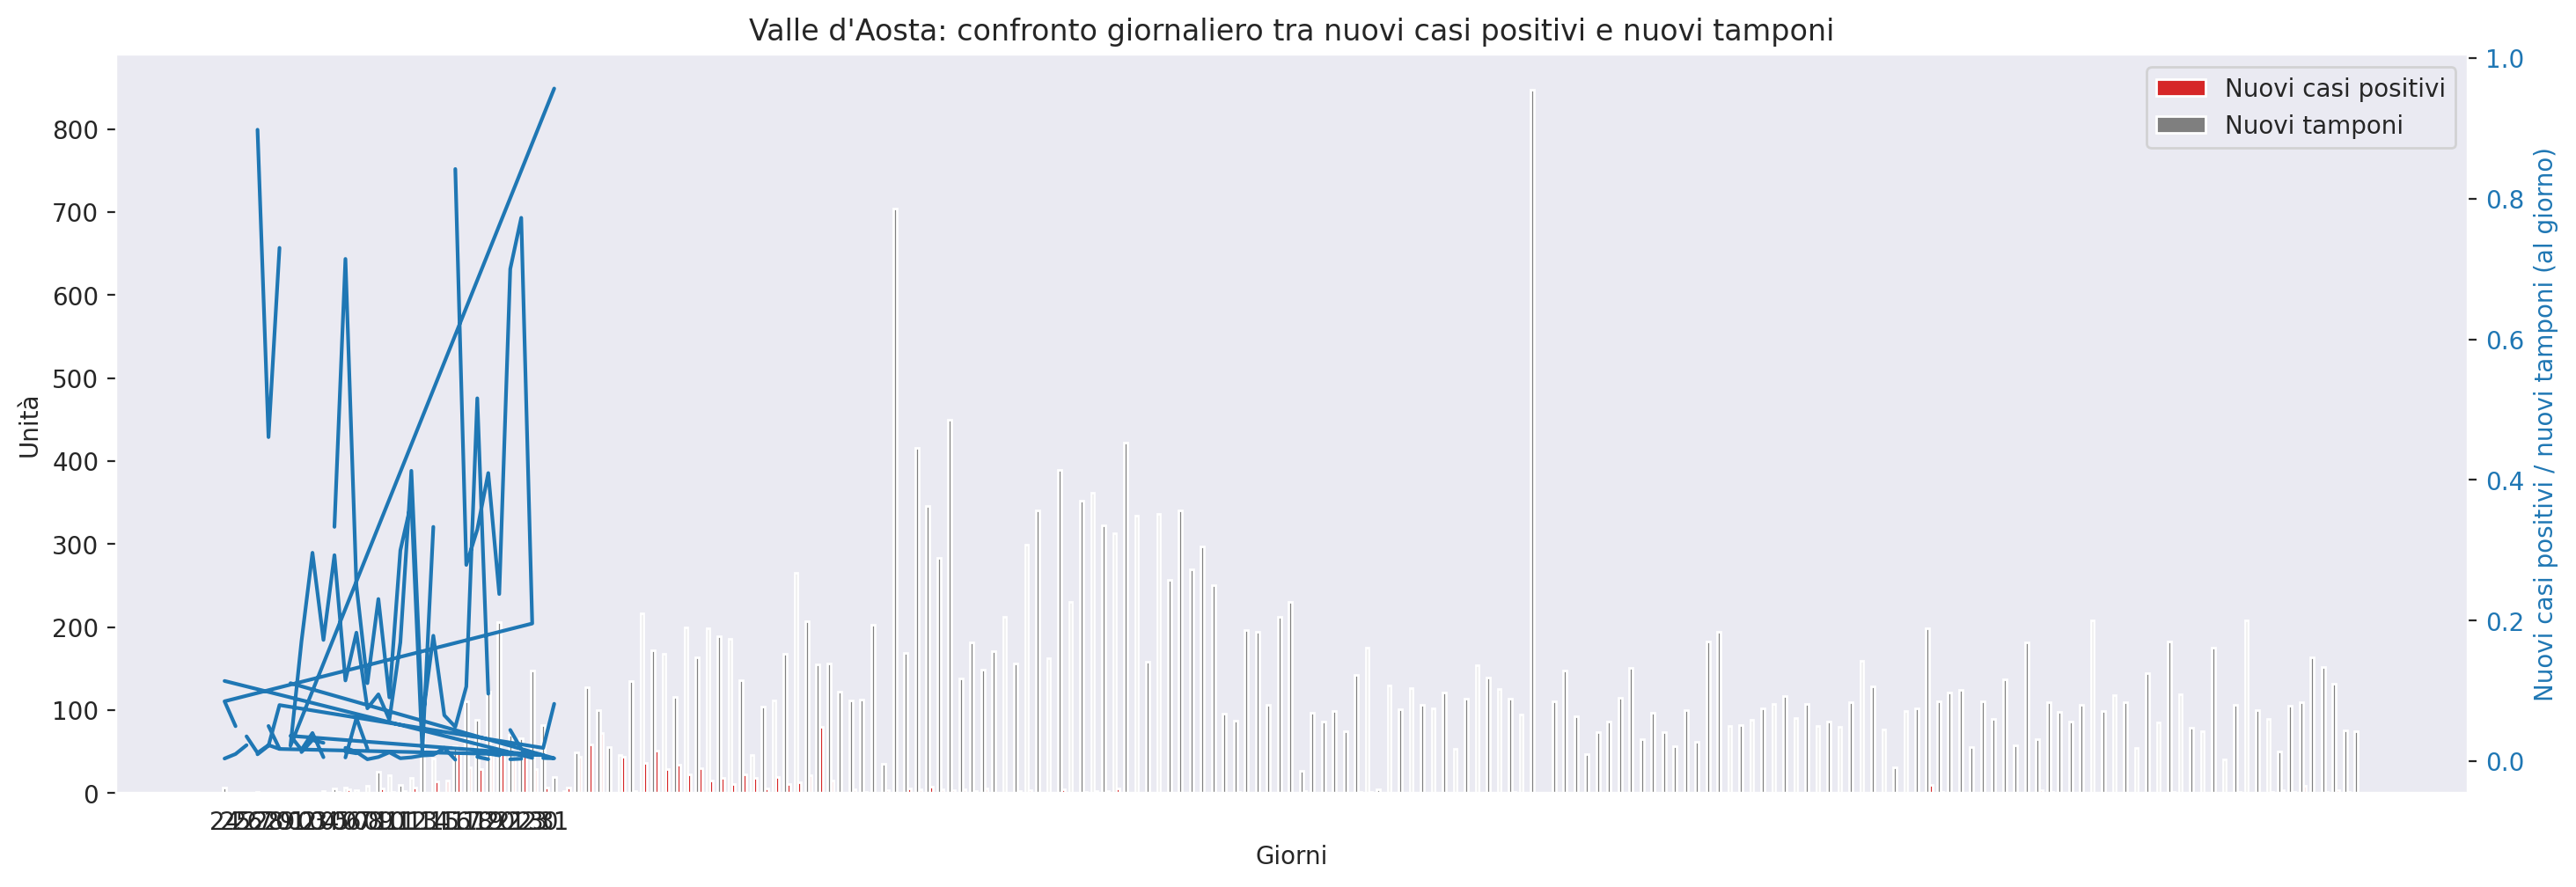 Valle d'Aosta: confronto giornaliero tra nuovi casi positivi e nuovi tamponi
Nuovi casi positivi
Nuovi tamponi
Unità
800
700
600
500
400
300
200
100
0
1.0
0.8
0.6
0.4
0.2
0.0
Nuovi casi positivi / nuovi tamponi (al giorno)
Giorni